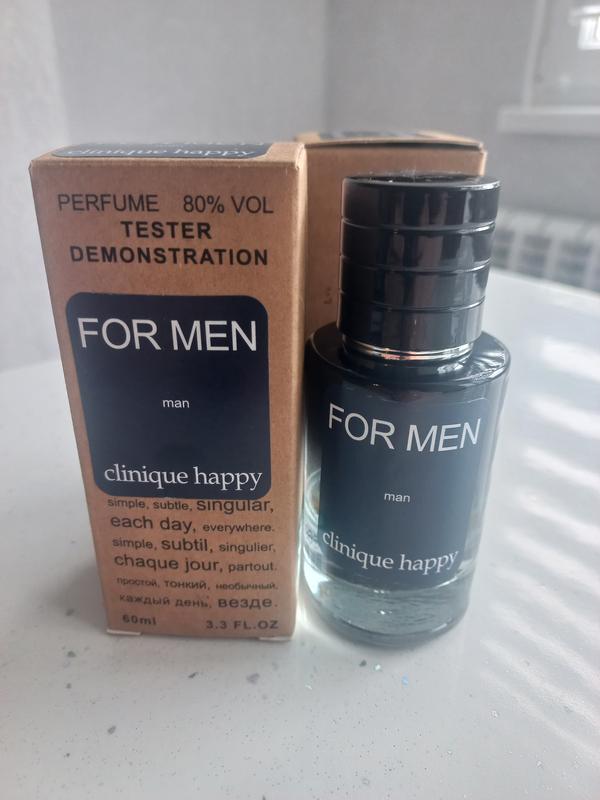 clinique happy
PERFUME 80% VOL
TESTER
DEMONSTRATION
FOR MEN
man
clinique happy
simple, subtle, singular,
each day, everywhere.
simple, subtil, singulier,
chaque jour, partout.
простой, тонкий, необычный.
каждый день, везде.
60ml 3.3 FL.OZ
FOR MEN
man
clinique happy